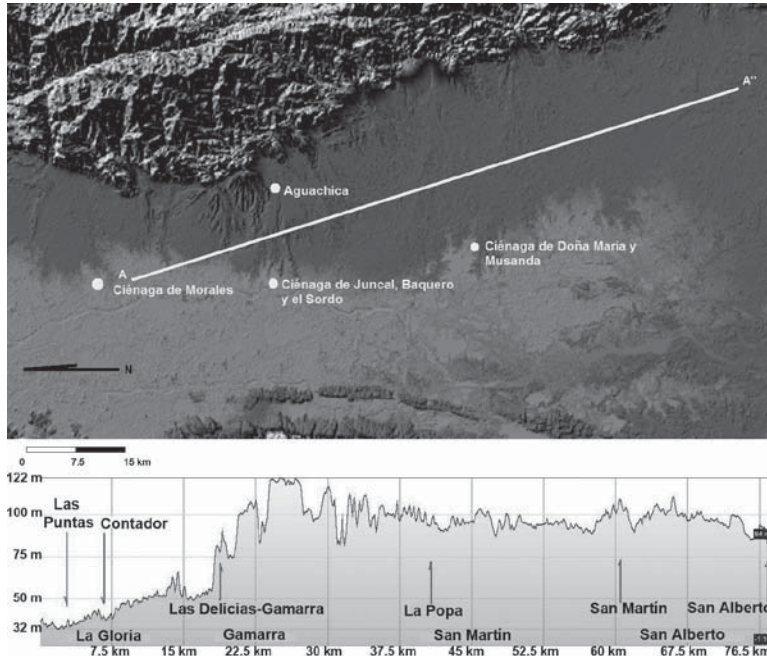 A"
Aguachica
A
Ciénaga de Morales
Ciénaga de Juncal, Baquero
y el Sordo
Ciénaga de Doña Maria y
Musanda
N
0 7.5 15 km
122 m
100 m
75 m
50 m
32 m
Las
Puntas
Contador
Las Delicias-Gamarra
La Popa
San Martín
San Alberto
La Gloria
Gamarra
San Martín
San Alberto
7.5 km 15 km 22.5 km 30 km 37.5 km 45 km 52.5 km 60 km 67.5 km 76.5 km